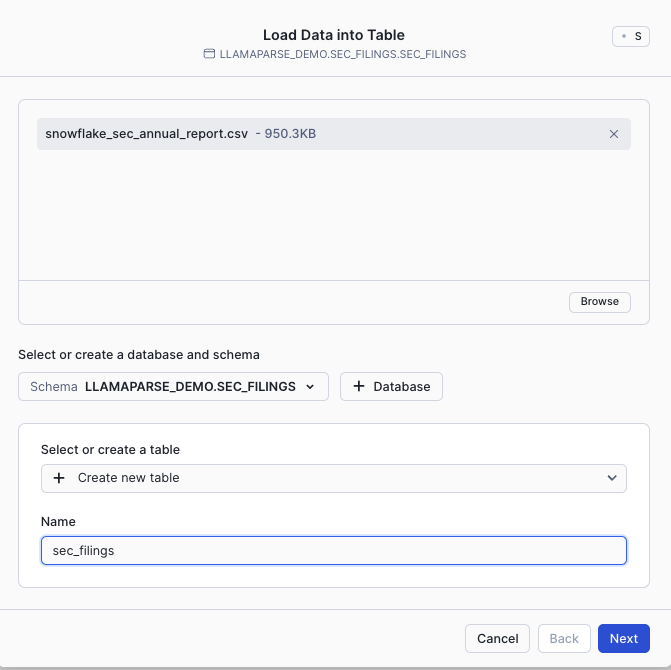 Load Data into Table
S
LLAMAPARSE_DEMO.SEC_FILINGS.SEC_FILINGS
snowflake_sec_annual_report.csv - 950.3KB
Browse
Select or create a database and schema
Schema LLAMAPARSE_DEMO.SEC_FILINGS + Database
Select or create a table
+ Create new table
Name
sec_filings
Cancel Back Next